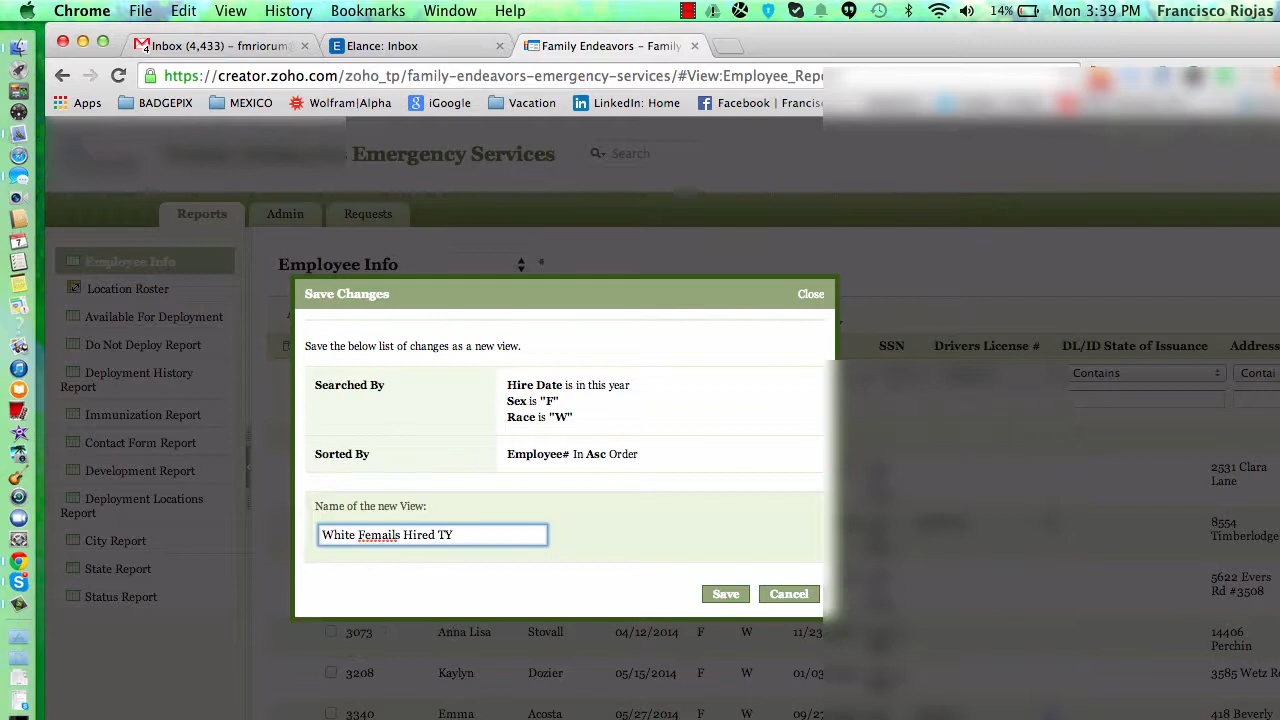 Chrome File Edit View History Bookmarks Window Help 14% Mon 3:39 PM Francisco Riojas
Inbox (4,433) – fmriorum Elance: Inbox Family Endeavors – Family
https://creator.zoho.com/zoho_tp/family-endeavors-emergency-services/#View:Employee_Rep
Apps BADGEPIX MEXICO Wolfram|Alpha iGoogle Vacation LinkedIn: Home Facebook | Francis
Emergency Services Search
Reports Admin Requests
Employee Info
Location Roster
Available For Deployment
Do Not Deploy Report
Deployment History
Report
Immunization Report
Contact Form Report
Development Report
Deployment Locations
Report
City Report
State Report
Status Report
Employee Info
Save Changes Close
Save the below list of changes as a new view.
Searched By Hire Date is in this year
Sex is "F"
Race is "W"
Sorted By Employee# In Asc Order
Name of the new View:
White Femails Hired TY
Save Cancel
SSN Drivers License # DL/ID State of Issuance Address
Contains Contai
2531 Clara
Lane
8554
Timberlodge
5622 Evers
Rd #3508
3073 Anna Lisa Stovall 04/12/2014 F W 11/23 14406
Perchin
3208 Kaylyn Dozier 05/15/2014 F W 01/03 3585 Wetz R
3340 Emma Acosta 05/27/2014 F W 09/27 418 Beverly